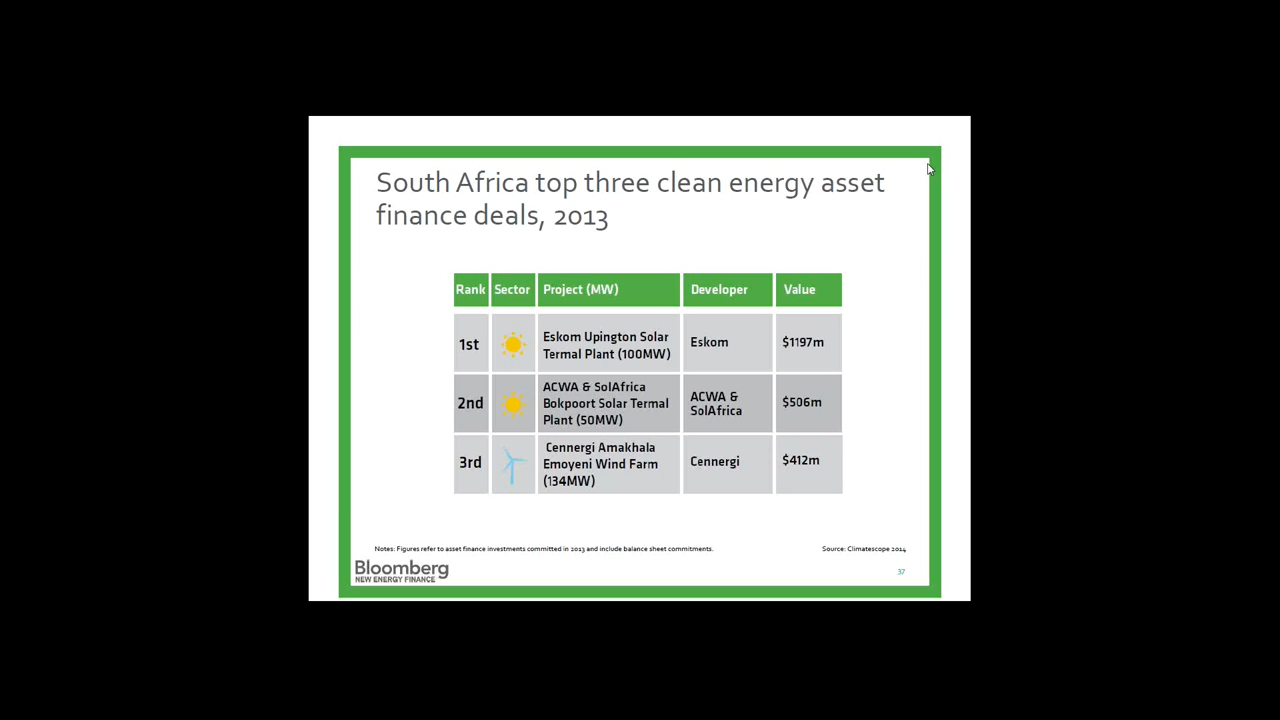 South Africa top three clean energy asset
finance deals, 2013
Rank Sector Project (MW) Developer Value
1st Eskom Upington Solar Termal Plant (100MW) Eskom $1197m
2nd ACWA & SolAfrica Bokpoort Solar Termal Plant (50MW) ACWA & SolAfrica $506m
3rd Cennergi Amakhala Emoyeni Wind Farm (134MW) Cennergi $412m
Notes: Figures refer to asset finance investments committed in 2013 and include balance sheet commitments. Source: Climatescope 2014
Bloomberg
NEW ENERGY FINANCE
37